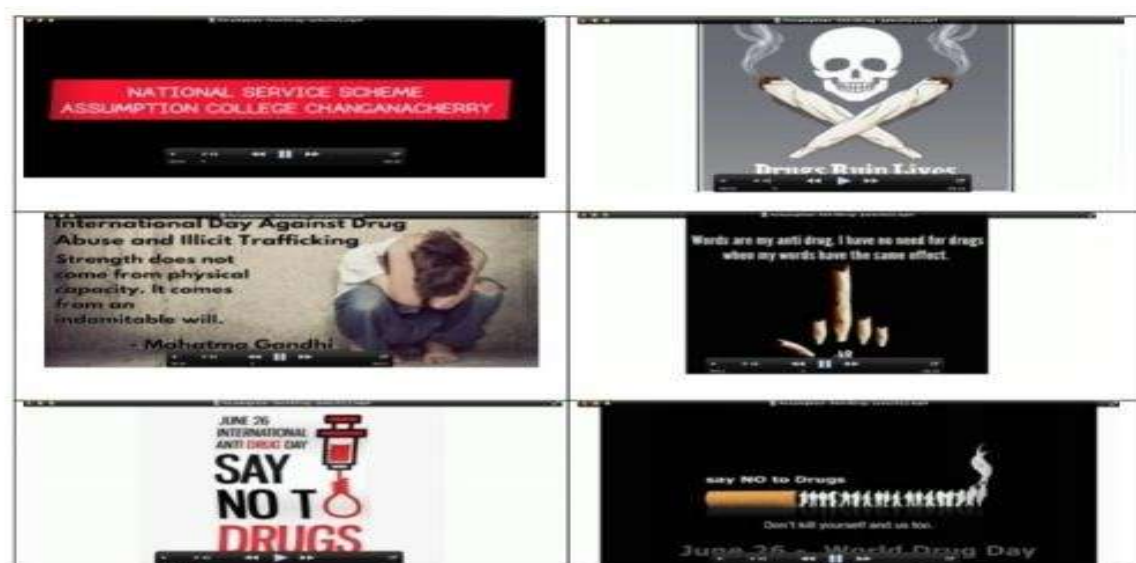 NATIONAL SERVICE SCHEME
ASSUMPTION COLLEGE CHANGANACHERRY
Drugs Ruin Lives
International Day Against Drug
Abuse and Illicit Trafficking
Strength does not
come from physical
capacity. It comes
from an
indomitable will.
- Mahatma Gandhi
Words are my anti drug. I have no need for drugs
when my words have the same effect.
JUNE 26
INTERNATIONAL
ANTI DRUG DAY
SAY
NO TO
DRUGS
say NO to Drugs
Don't kill yourself and us too.
June 26 - World Drug Day